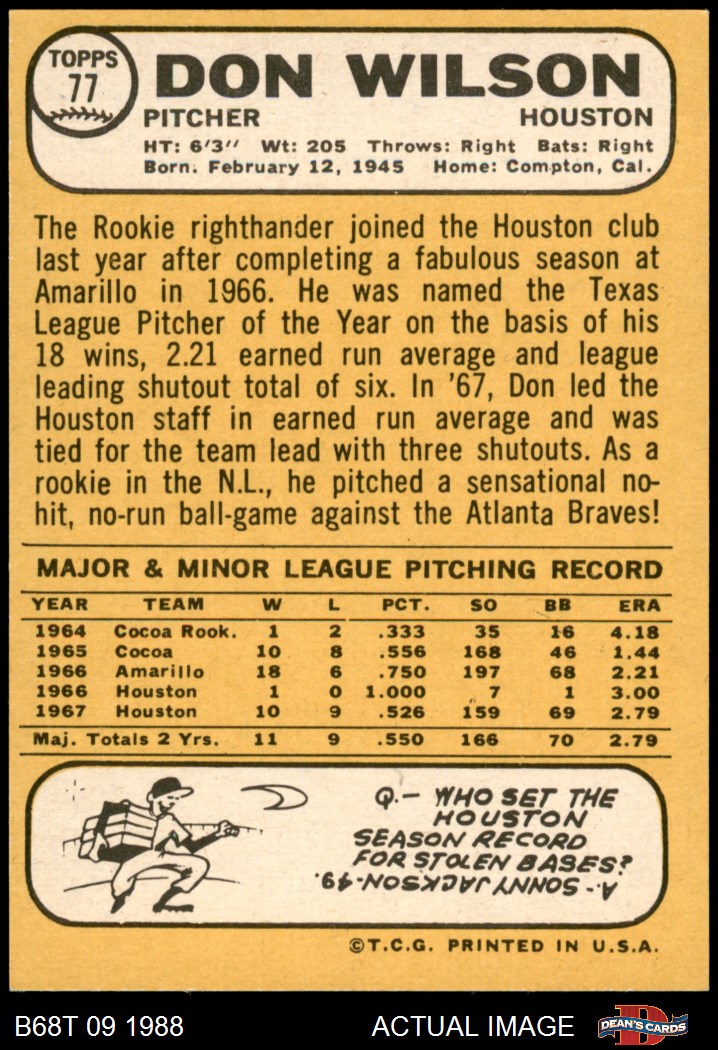 TOPPS
77
DON WILSON
PITCHER HOUSTON
HT: 6'3" Wt: 205 Throws: Right Bats: Right
Born. February 12, 1945 Home: Compton, Cal.
The Rookie righthander joined the Houston club
last year after completing a fabulous season at
Amarillo in 1966. He was named the Texas
League Pitcher of the Year on the basis of his
18 wins, 2.21 earned run average and league
leading shutout total of six. In '67, Don led the
Houston staff in earned run average and was
tied for the team lead with three shutouts. As a
rookie in the N.L., he pitched a sensational no-
hit, no-run ball-game against the Atlanta Braves!
MAJOR & MINOR LEAGUE PITCHING RECORD
YEAR TEAM W L PCT. SO BB ERA
1964 Cocoa Rook. 1 2 .333 35 16 4.18
1965 Cocoa 10 8 .556 168 46 1.44
1966 Amarillo 18 6 .750 197 68 2.21
1966 Houston 1 0 1.000 7 1 3.00
1967 Houston 10 9 .526 159 69 2.79
Maj. Totals 2 Yrs. 11 9 .550 166 70 2.79
Q.- WHO SET THE
HOUSTON
SEASON RECORD
FOR STOLEN BASES?
A.- SONNY JACKSON-49.
©T.C.G. PRINTED IN U.S.A.
B68T 09 1988 ACTUAL IMAGE
D
DEAN'S CARDS